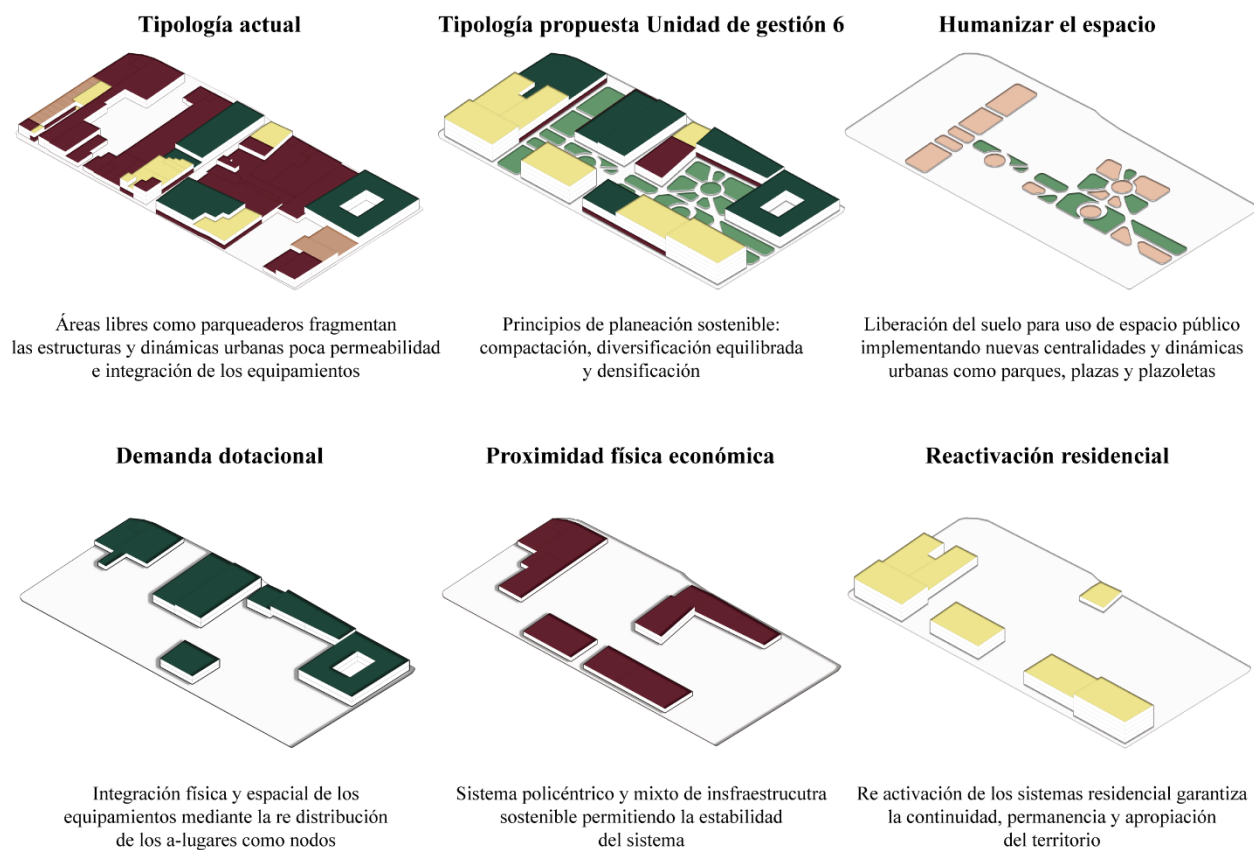 Tipología actual
Tipología propuesta Unidad de gestión 6
Humanizar el espacio
Áreas libres como parqueaderos fragmentan
las estructuras y dinámicas urbanas poca permeabilidad
e integración de los equipamientos
Principios de planeación sostenible:
compactación, diversificación equilibrada
y densificación
Liberación del suelo para uso de espacio público
implementando nuevas centralidades y dinámicas
urbanas como parques, plazas y plazoletas
Demanda dotacional
Proximidad física económica
Reactivación residencial
Integración física y espacial de los
equipamientos mediante la re distribución
de los a-lugares como nodos
Sistema policéntrico y mixto de insfraestrucutra
sostenible permitiendo la estabilidad
del sistema
Re activación de los sistemas residencial garantiza
la continuidad, permanencia y apropiación
del territorio